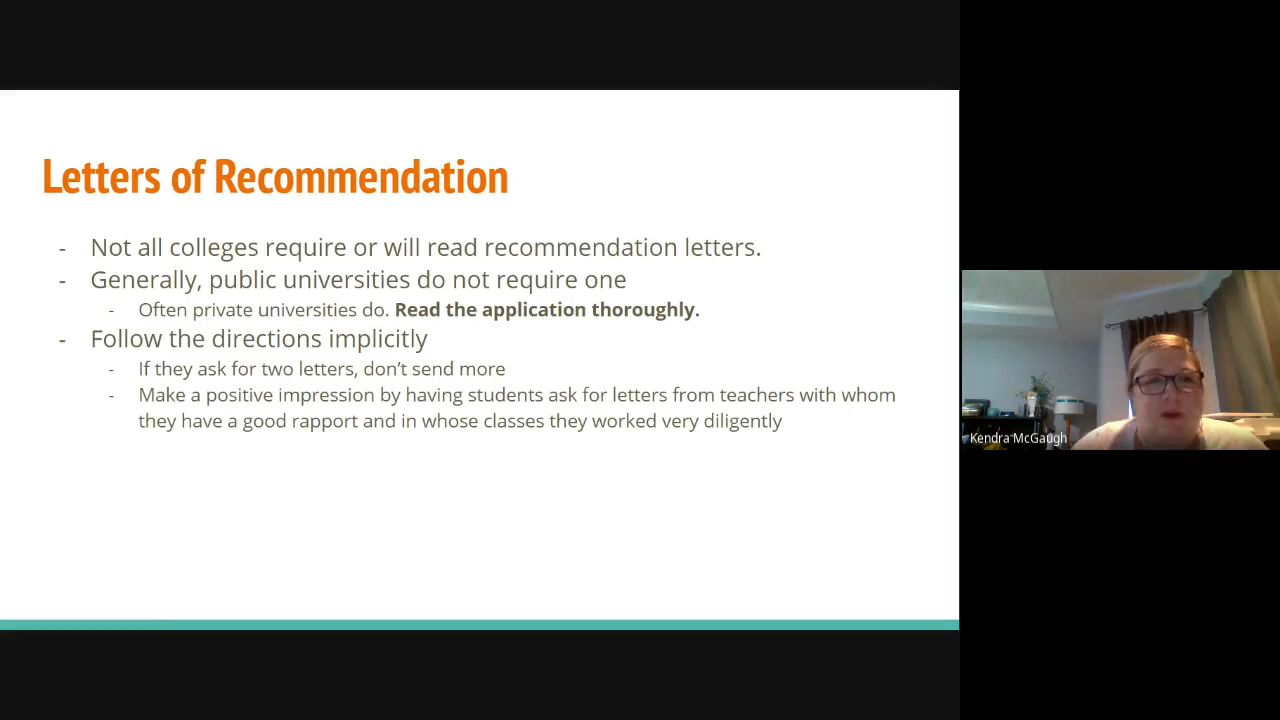 Letters of Recommendation
- Not all colleges require or will read recommendation letters.
- Generally, public universities do not require one
- Often private universities do. Read the application thoroughly.
- Follow the directions implicitly
- If they ask for two letters, don’t send more
- Make a positive impression by having students ask for letters from teachers with whom
they have a good rapport and in whose classes they worked very diligently
Kendra McGaugh